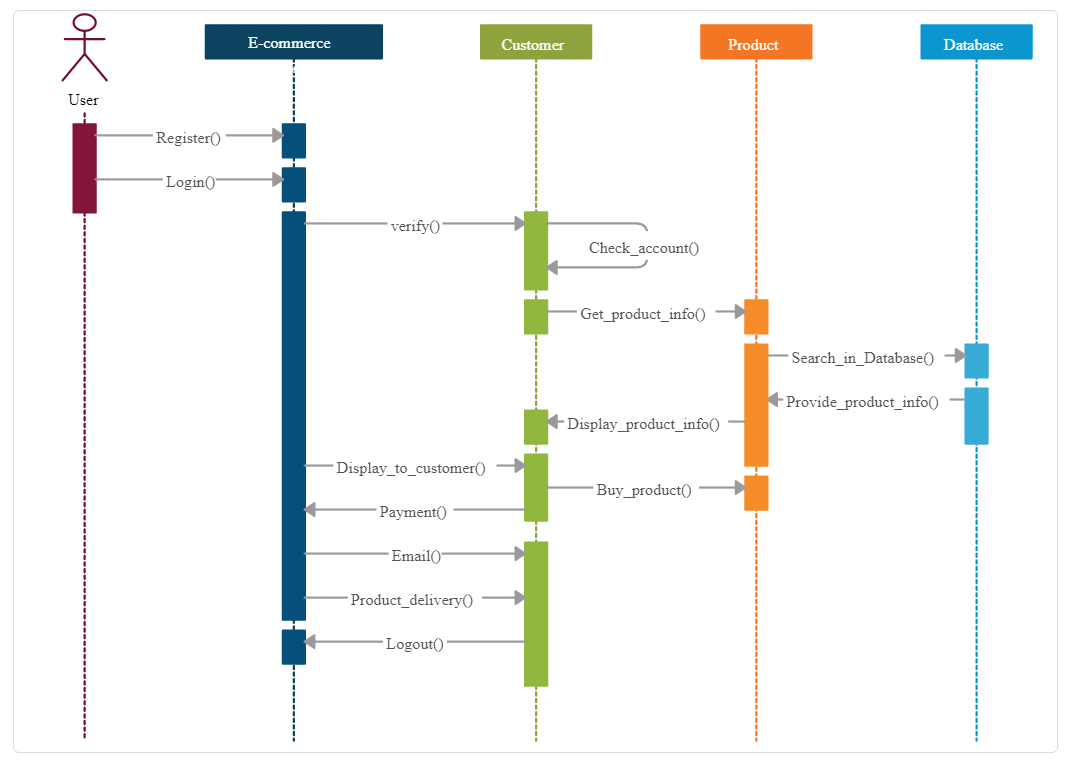 E-commerce
Customer
Product
Database
User
Register()
Login()
verify()
Check_account()
Get_product_info()
Search_in_Database()
Provide_product_info()
Display_product_info()
Display_to_customer()
Buy_product()
Payment()
Email()
Product_delivery()
Logout()